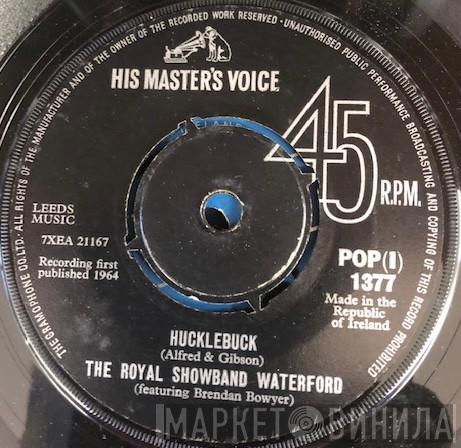 THE GRAMOPHONE CO. LTD. ALL RIGHTS OF THE MANUFACTURER AND OF THE OWNER OF THE RECORDED WORK RESERVED · UNAUTHORISED PUBLIC PERFORMANCE BROADCASTING AND COPYING OF THIS RECORD PROHIBITED
HIS MASTER'S VOICE
45
R.P.M.
LEEDS
MUSIC
7XEA 21167
Recording first
published 1964
POP(I)
1377
Made in the
Republic
of Ireland
HUCKLEBUCK
(Alfred & Gibson)
THE ROYAL SHOWBAND WATERFORD
(featuring Brendan Bowyer)
МАРКЕТ ВИНИЛА